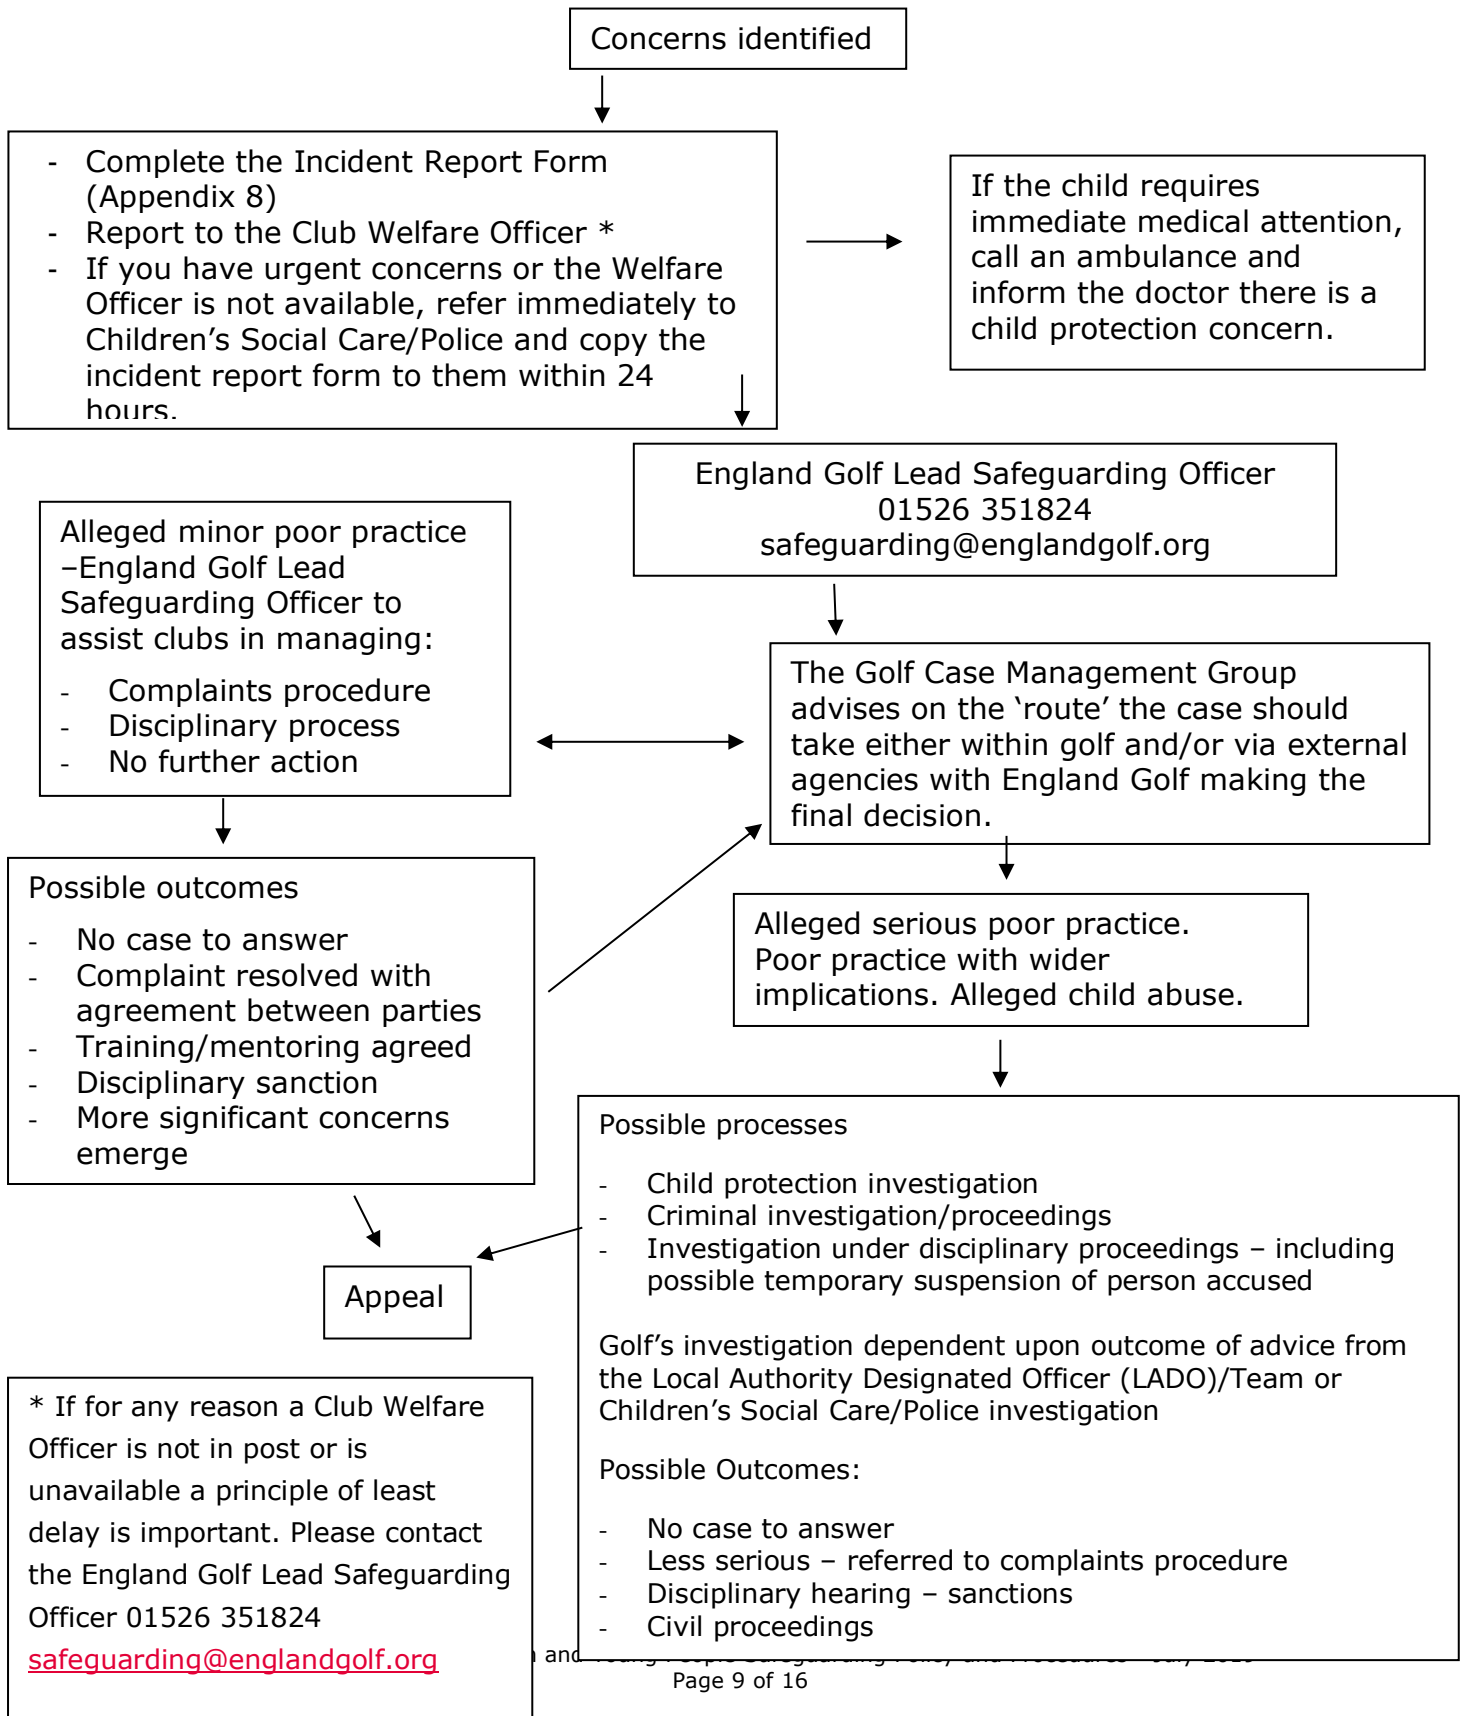 Concerns identified
- Complete the Incident Report Form
(Appendix 8)
- Report to the Club Welfare Officer *
- If you have urgent concerns or the Welfare
Officer is not available, refer immediately to
Children’s Social Care/Police and copy the
incident report form to them within 24
hours.
If the child requires
immediate medical attention,
call an ambulance and
inform the doctor there is a
child protection concern.
England Golf Lead Safeguarding Officer
01526 351824
safeguarding@englandgolf.org
Alleged minor poor practice
–England Golf Lead
Safeguarding Officer to
assist clubs in managing:
- Complaints procedure
- Disciplinary process
- No further action
The Golf Case Management Group
advises on the ‘route’ the case should
take either within golf and/or via external
agencies with England Golf making the
final decision.
Possible outcomes
- No case to answer
- Complaint resolved with
agreement between parties
- Training/mentoring agreed
- Disciplinary sanction
- More significant concerns
emerge
Alleged serious poor practice.
Poor practice with wider
implications. Alleged child abuse.
Possible processes
- Child protection investigation
- Criminal investigation/proceedings
- Investigation under disciplinary proceedings – including
possible temporary suspension of person accused
Golf’s investigation dependent upon outcome of advice from
the Local Authority Designated Officer (LADO)/Team or
Children’s Social Care/Police investigation
Possible Outcomes:
- No case to answer
- Less serious – referred to complaints procedure
- Disciplinary hearing – sanctions
- Civil proceedings
Appeal
* If for any reason a Club Welfare
Officer is not in post or is
unavailable a principle of least
delay is important. Please contact
the England Golf Lead Safeguarding
Officer 01526 351824
safeguarding@englandgolf.org
and Young People Safeguarding Policy and Procedures
Page 9 of 16